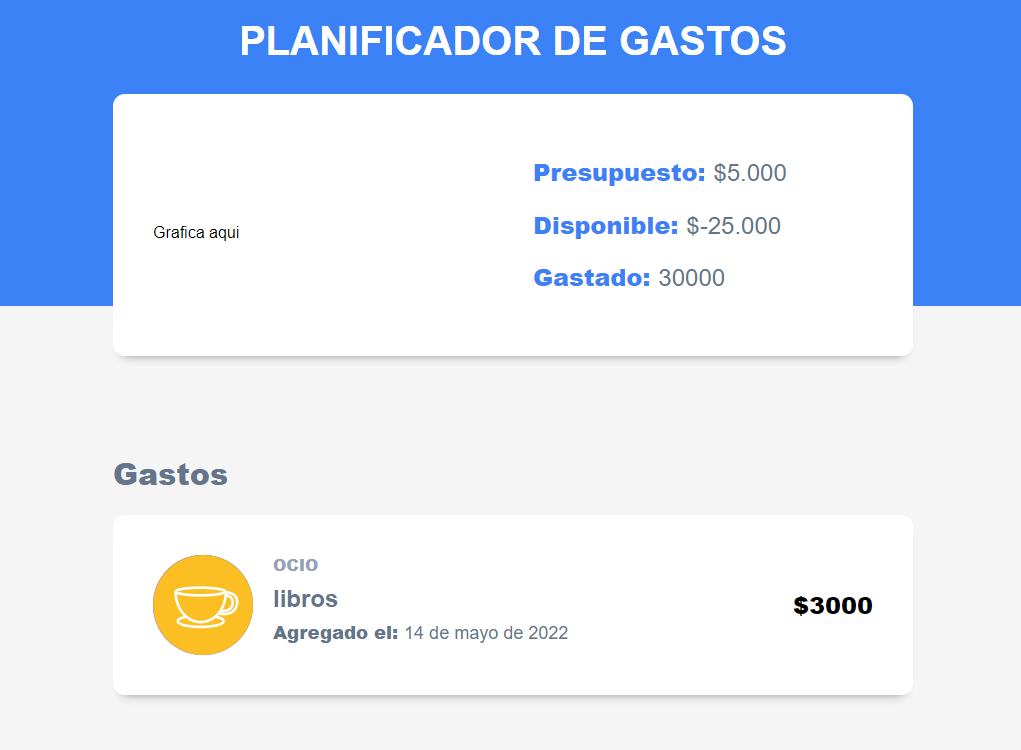 PLANIFICADOR DE GASTOS
Grafica aqui
Presupuesto: $5.000
Disponible: $-25.000
Gastado: 30000
Gastos
OCIO
libros
Agregado el: 14 de mayo de 2022
$3000